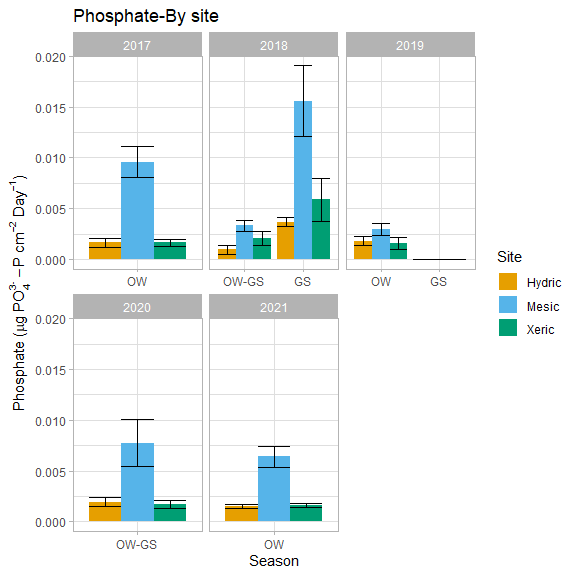 Phosphate-By site
2017
2018
2019
0.020
0.015
0.010
0.005
0.000
OW
OW-GS
GS
OW
GS
2020
2021
0.020
0.015
0.010
0.005
0.000
OW-GS
OW
Season
Phosphate (μg PO₄³⁻–P cm⁻² Day⁻¹)
Site
Hydric
Mesic
Xeric